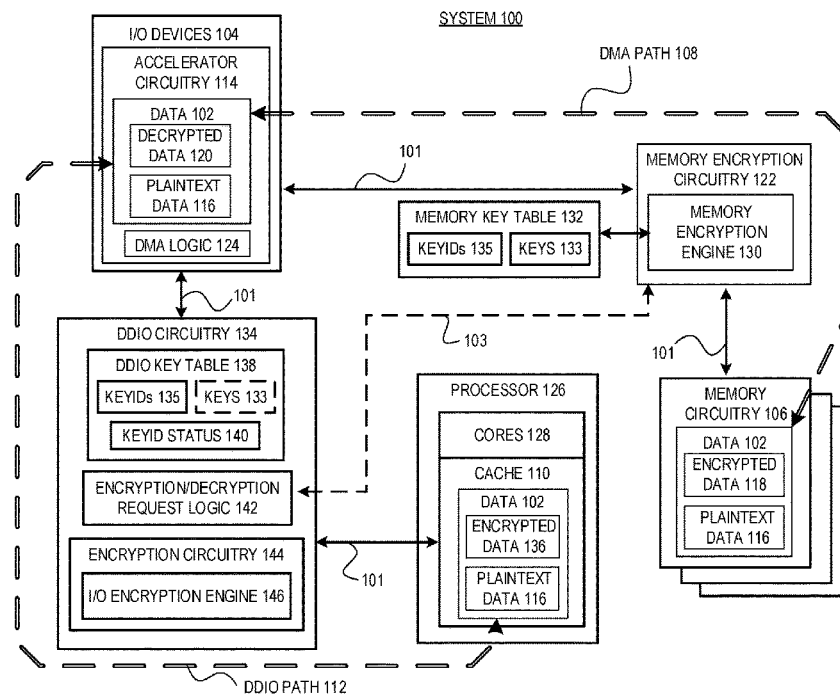 SYSTEM 100
I/O DEVICES 104
ACCELERATOR
CIRCUITRY 114
DATA 102
DECRYPTED
DATA 120
PLAINTEXT
DATA 116
DMA LOGIC 124
DMA PATH 108
101
MEMORY ENCRYPTION
CIRCUITRY 122
MEMORY
ENCRYPTION
ENGINE 130
MEMORY KEY TABLE 132
KEYIDs 135
KEYS 133
101
103
101
DDIO CIRCUITRY 134
DDIO KEY TABLE 138
KEYIDs 135
KEYS 133
KEYID STATUS 140
ENCRYPTION/DECRYPTION
REQUEST LOGIC 142
ENCRYPTION CIRCUITRY 144
I/O ENCRYPTION ENGINE 146
101
PROCESSOR 126
CORES 128
CACHE 110
DATA 102
ENCRYPTED
DATA 136
PLAINTEXT
DATA 116
MEMORY
CIRCUITRY 106
DATA 102
ENCRYPTED
DATA 118
PLAINTEXT
DATA 116
DDIO PATH 112